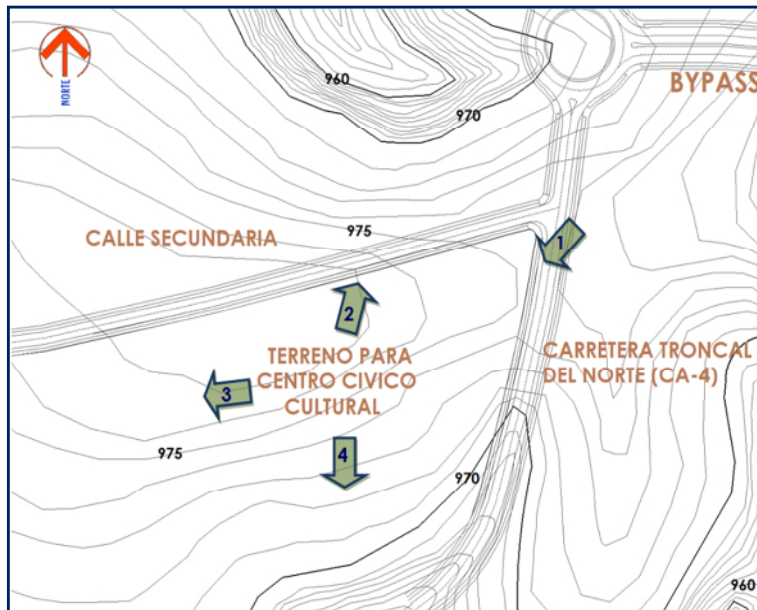 NORTE
960
970
BYPASS
975
CALLE SECUNDARIA
1
2
TERRENO PARA
CENTRO CIVICO
CULTURAL
CARRETERA TRONCAL
DEL NORTE (CA-4)
3
975
4
970
960